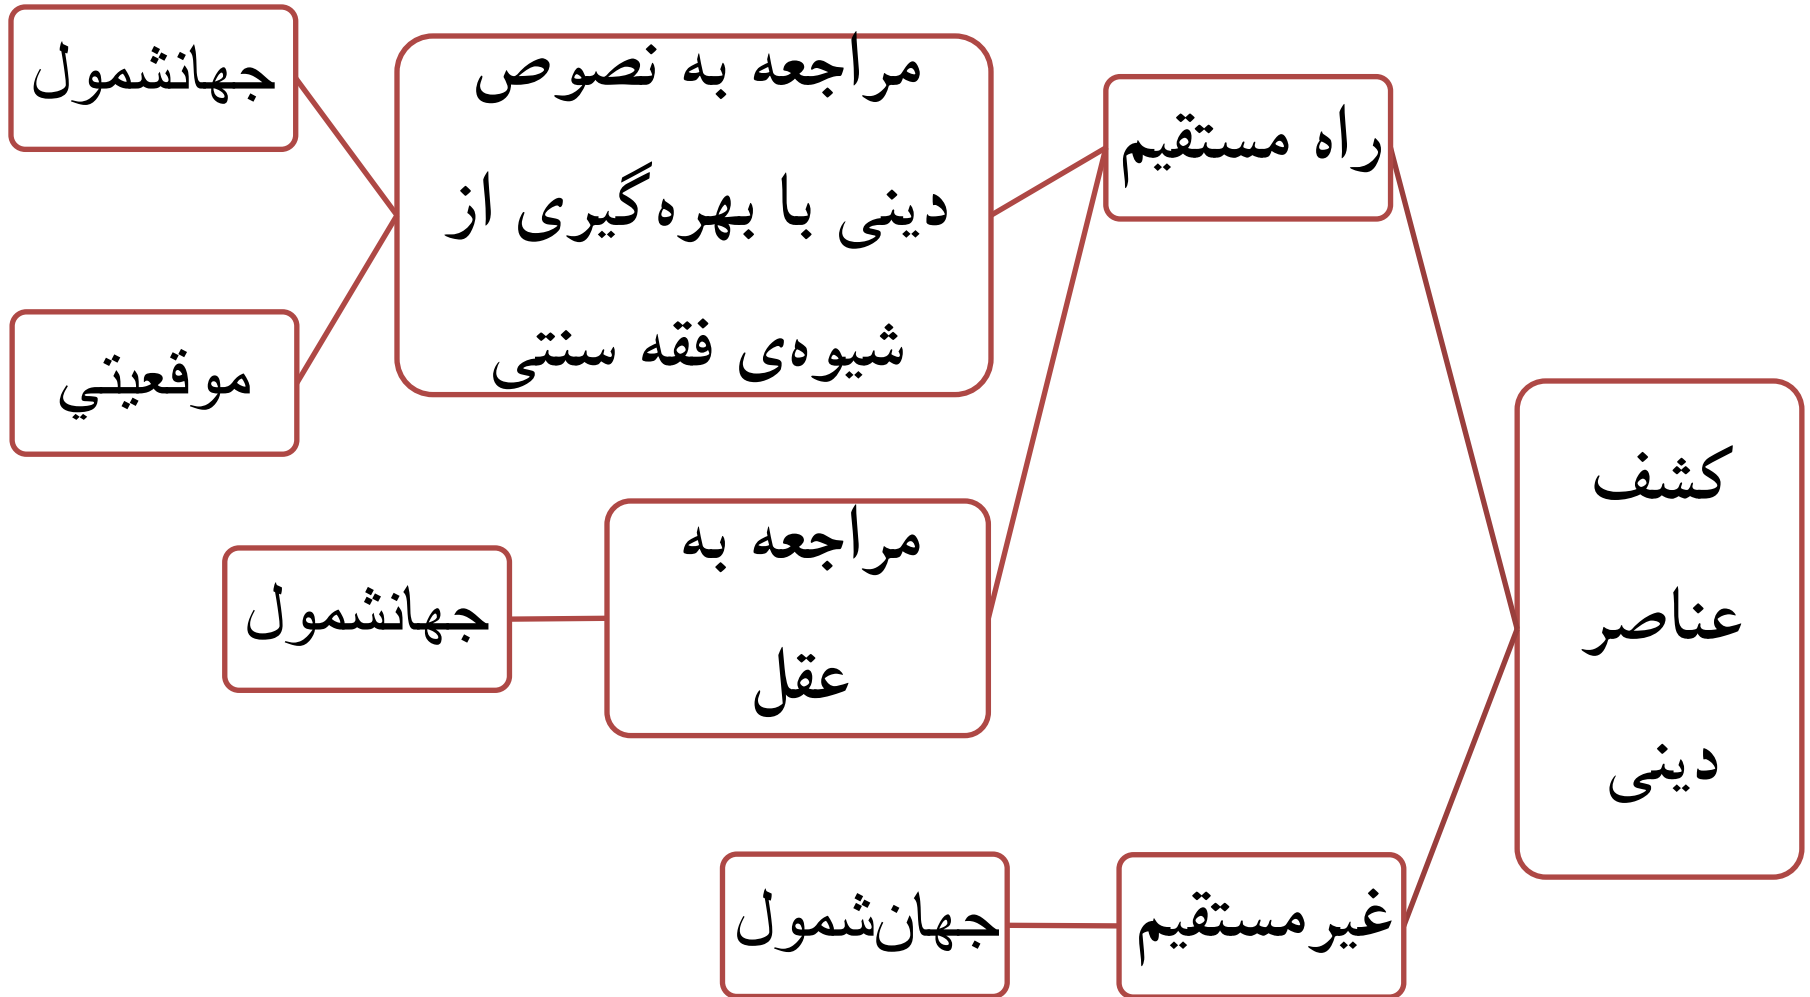 کشف
عناصر
دینی
راه مستقیم
مراجعه به نصوص
دینی با بهره‌گیری از
شیوه‌ی فقه سنتی
جهانشمول
موقعيتي
مراجعه به
عقل
جهانشمول
غیرمستقیم
جهان‌شمول